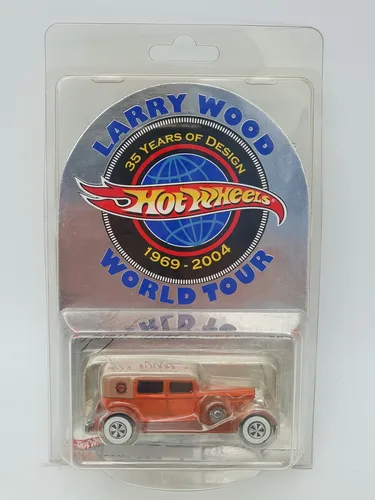 LARRY WOOD
35 YEARS OF DESIGN
Hot Wheels
1969 - 2004
WORLD TOUR